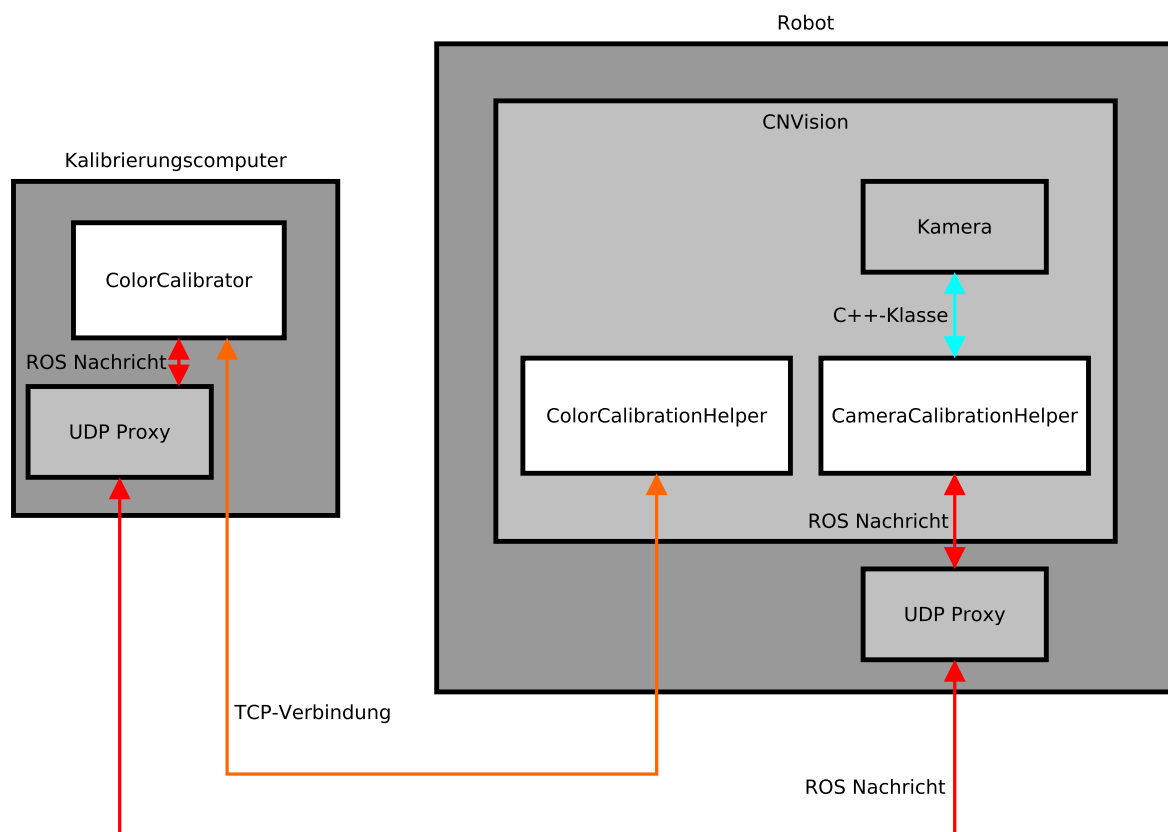 Robot
CNVision
Kalibrierungscomputer
Kamera
ColorCalibrator
C++-Klasse
ROS Nachricht
ColorCalibrationHelper
CameraCalibrationHelper
UDP Proxy
ROS Nachricht
UDP Proxy
TCP-Verbindung
ROS Nachricht